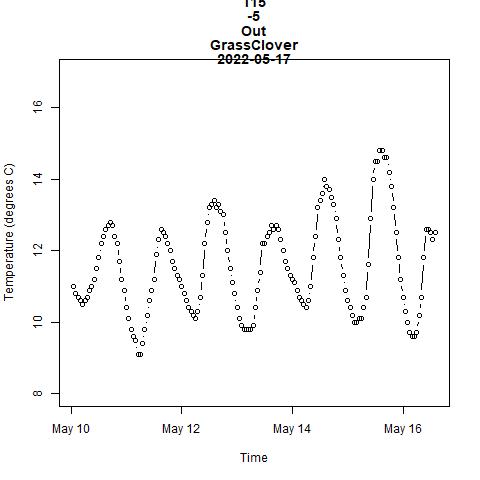 T15
-5
Out
GrassClover
2022-05-17
Temperature (degrees C)
16
14
12
10
8
May 10 May 12 May 14 May 16
Time